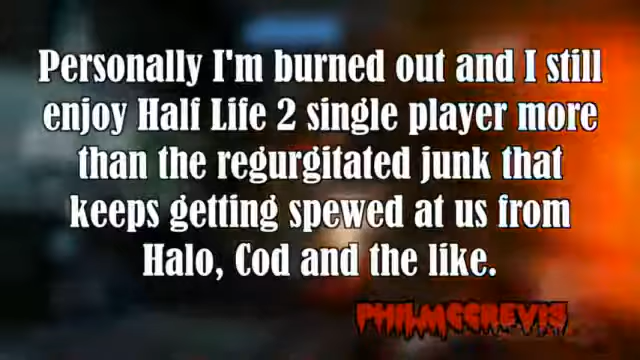 Personally I'm burned out and I still
enjoy Half Life 2 single player more
than the regurgitated junk that
keeps getting spewed at us from
Halo, Cod and the like.
PHILMCCREVIS